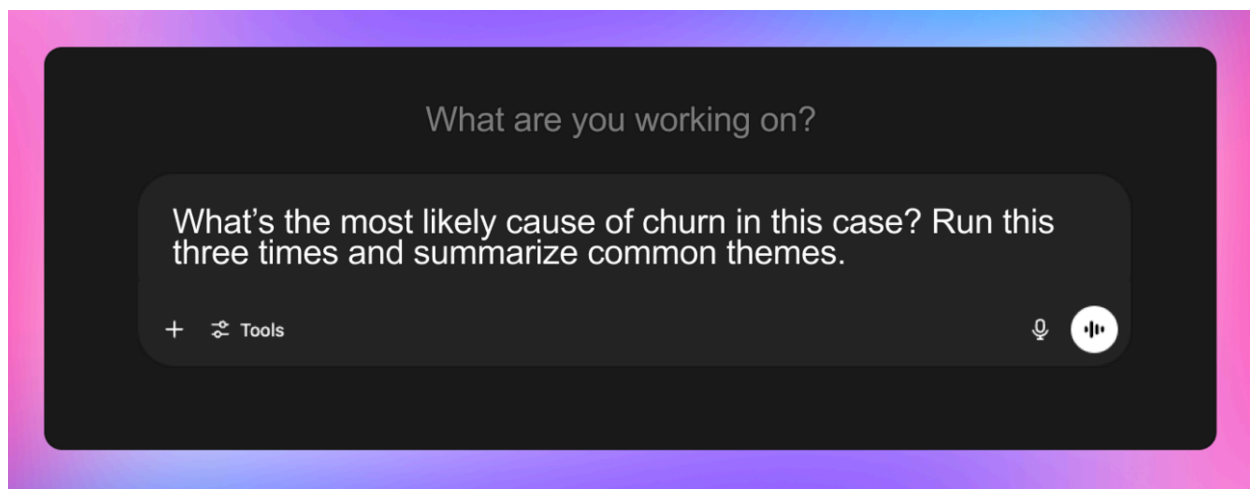 What are you working on?
What’s the most likely cause of churn in this case? Run this
three times and summarize common themes.
Tools